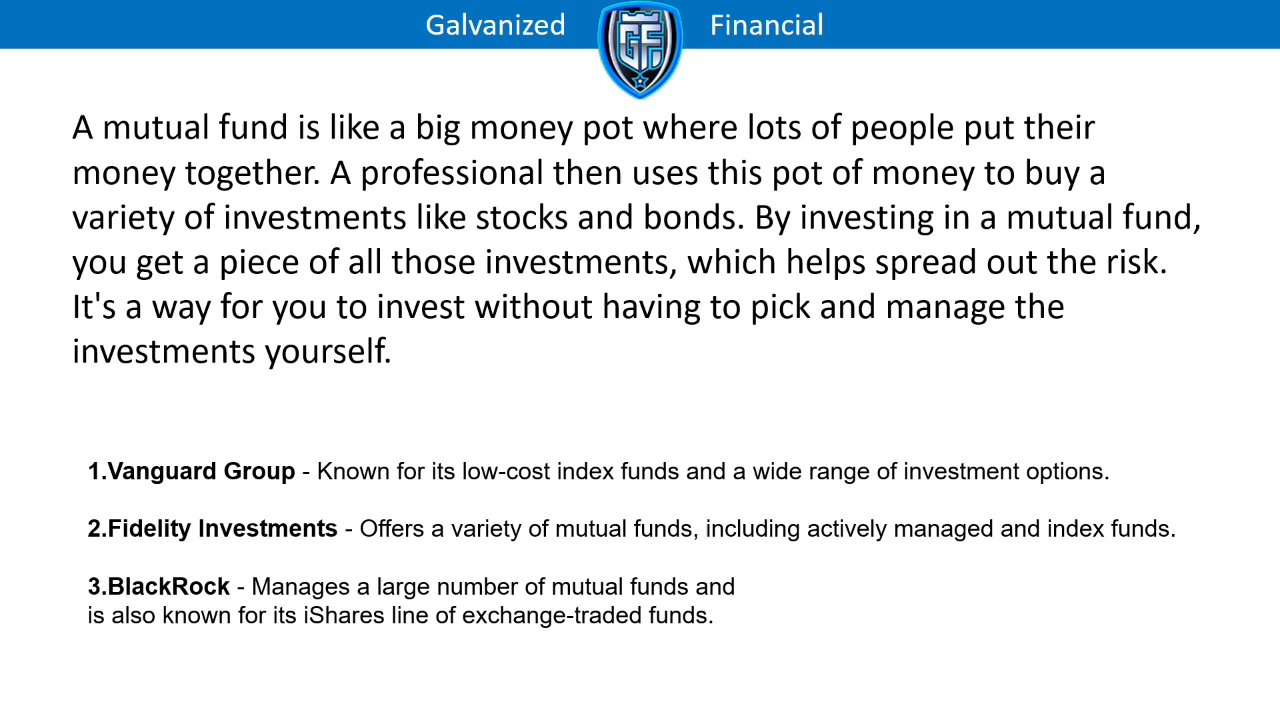 Galvanized GF Financial
A mutual fund is like a big money pot where lots of people put their
money together. A professional then uses this pot of money to buy a
variety of investments like stocks and bonds. By investing in a mutual fund,
you get a piece of all those investments, which helps spread out the risk.
It's a way for you to invest without having to pick and manage the
investments yourself.
1.Vanguard Group - Known for its low-cost index funds and a wide range of investment options.
2.Fidelity Investments - Offers a variety of mutual funds, including actively managed and index funds.
3.BlackRock - Manages a large number of mutual funds and
is also known for its iShares line of exchange-traded funds.